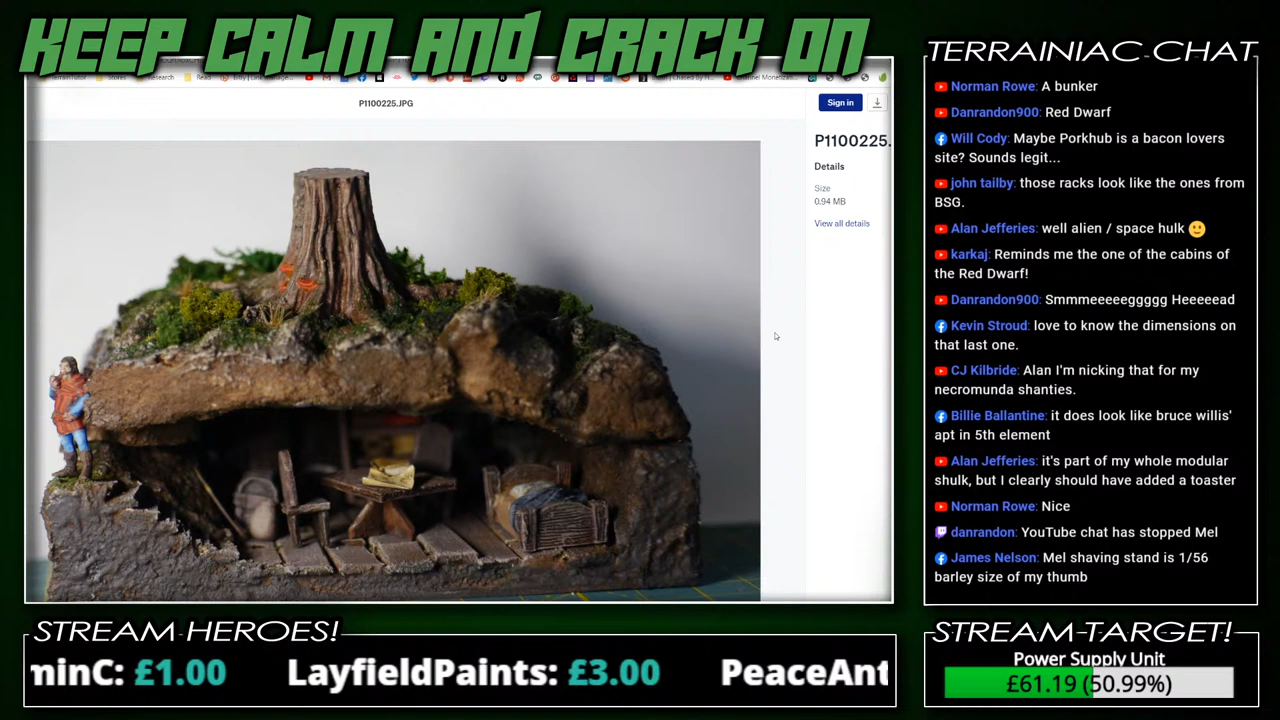 KEEP CALM AND CRACK ON
TerrainTutor Stores Research Read
P1100225.JPG
Sign in
P1100225.
Details
Size
0.94 MB
View all details
TERRAINIAC CHAT
Norman Rowe: A bunker
Danrandon900: Red Dwarf
Will Cody: Maybe Porkhub is a bacon lovers
site? Sounds legit...
john tailby: those racks look like the ones from
BSG.
Alan Jefferies: well alien / space hulk 🙂
karkaj: Reminds me the one of the cabins of
the Red Dwarf!
Danrandon900: Smmmeeeeeggggg Heeeeead
Kevin Stroud: love to know the dimensions on
that last one.
CJ Kilbride: Alan I'm nicking that for my
necromunda shanties.
Billie Ballantine: it does look like bruce willis'
apt in 5th element
Alan Jefferies: it's part of my whole modular
shulk, but I clearly should have added a toaster
Norman Rowe: Nice
danrandon: YouTube chat has stopped Mel
James Nelson: Mel shaving stand is 1/56
barley size of my thumb
STREAM HEROES!
minC: £1.00 LayfieldPaints: £3.00 PeaceAnt
STREAM TARGET!
Power Supply Unit
£61.19 (50.99%)